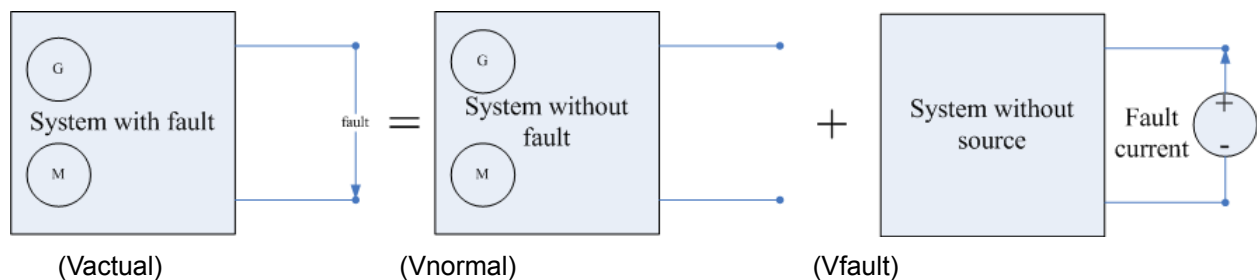 G
System with fault
M
fault
=
G
System without
fault
M
+
System without
source
Fault
current
+
-
(Vactual)
(Vnormal)
(Vfault)